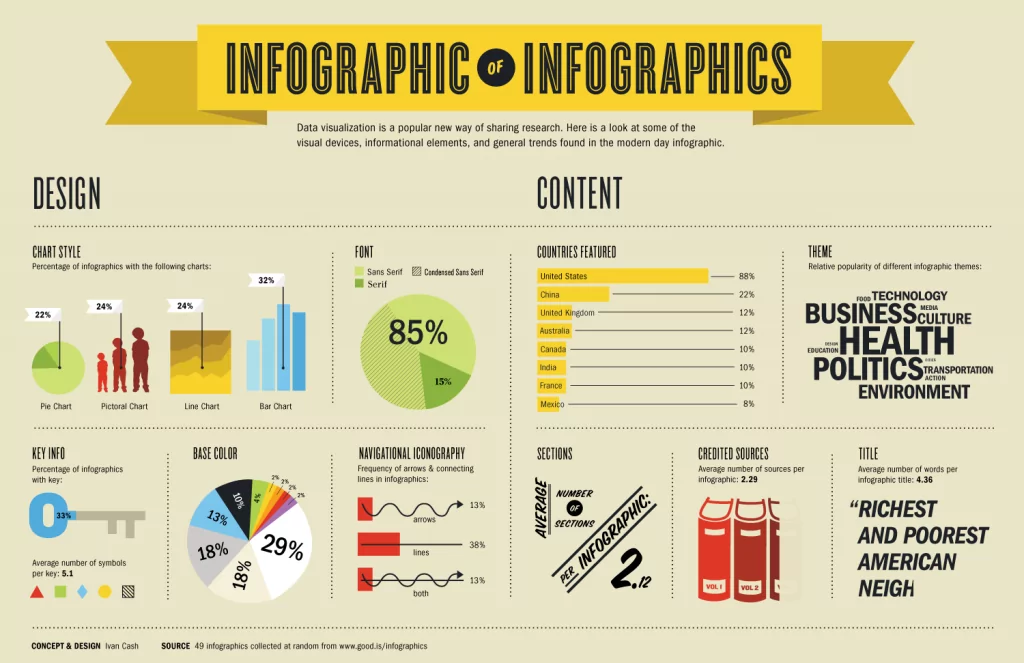 INFOGRAPHIC OF INFOGRAPHICS
Data visualization is a popular new way of sharing research. Here is a look at some of the
visual devices, informational elements, and general trends found in the modern day infographic.
DESIGN
CHART STYLE
Percentage of infographics with the following charts:
22%
24%
24%
32%
Pie Chart
Pictoral Chart
Line Chart
Bar Chart
FONT
Sans Serif
Condensed Sans Serif
Serif
85%
15%
KEY INFO
Percentage of infographics
with key:
33%
Average number of symbols
per key: 5.1
BASE COLOR
2%
2%
2%
2%
4%
10%
13%
18%
18%
29%
NAVIGATIONAL ICONOGRAPHY
Frequency of arrows & connecting
lines in infographics:
13%
arrows
38%
lines
13%
both
CONTENT
COUNTRIES FEATURED
United States 88%
China 22%
United Kingdom 12%
Australia 12%
Canada 10%
India 10%
France 10%
Mexico 8%
THEME
Relative popularity of different infographic themes:
FOOD TECHNOLOGY
BUSINESS MEDIA
CULTURE
DESIGN
EDUCATION HEALTH
POLITICS TRANSPORTATION
ACTION
ENVIRONMENT
SECTIONS
AVERAGE
NUMBER
OF
SECTIONS
PER INFOGRAPHIC:
2.12
CREDITED SOURCES
Average number of sources per
infographic: 2.29
VOL 1
VOL 2
V
TITLE
Average number of words per
infographic title: 4.36
“RICHEST
AND POOREST
AMERICAN
NEIGH
CONCEPT & DESIGN Ivan Cash
SOURCE 49 infographics collected at random from www.good.is/infographics